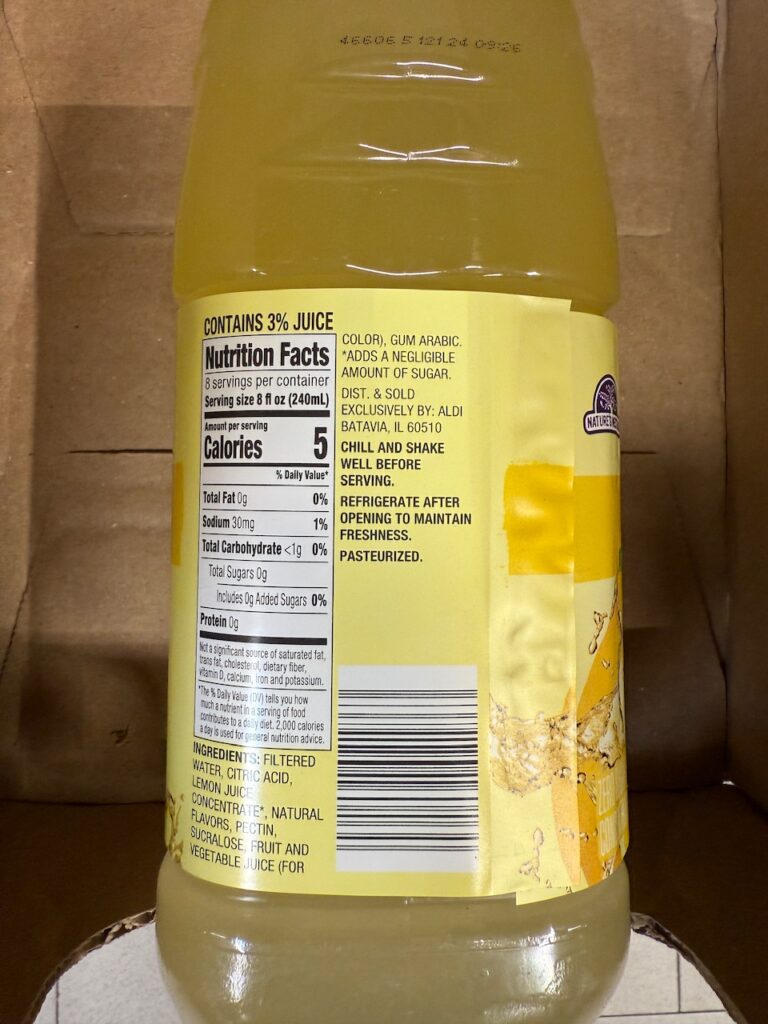 46606 5 121 24 09:26
CONTAINS 3% JUICE
Nutrition Facts
8 servings per container
Serving size 8 fl oz (240mL)
Amount per serving
Calories 5
% Daily Value*
Total Fat 0g 0%
Sodium 30mg 1%
Total Carbohydrate <1g 0%
Total Sugars 0g
Includes 0g Added Sugars 0%
Protein 0g
Not a significant source of saturated fat,
trans fat, cholesterol, dietary fiber,
vitamin D, calcium, iron and potassium.
*The % Daily Value (DV) tells you how
much a nutrient in a serving of food
contributes to a daily diet. 2,000 calories
a day is used for general nutrition advice.
INGREDIENTS: FILTERED
WATER, CITRIC ACID,
LEMON JUICE
CONCENTRATE*, NATURAL
FLAVORS, PECTIN,
SUCRALOSE, FRUIT AND
VEGETABLE JUICE (FOR
COLOR), GUM ARABIC.
*ADDS A NEGLIGIBLE
AMOUNT OF SUGAR.
DIST. & SOLD
EXCLUSIVELY BY: ALDI
BATAVIA, IL 60510
CHILL AND SHAKE
WELL BEFORE
SERVING.
REFRIGERATE AFTER
OPENING TO MAINTAIN
FRESHNESS.
PASTEURIZED.
NATURE'S